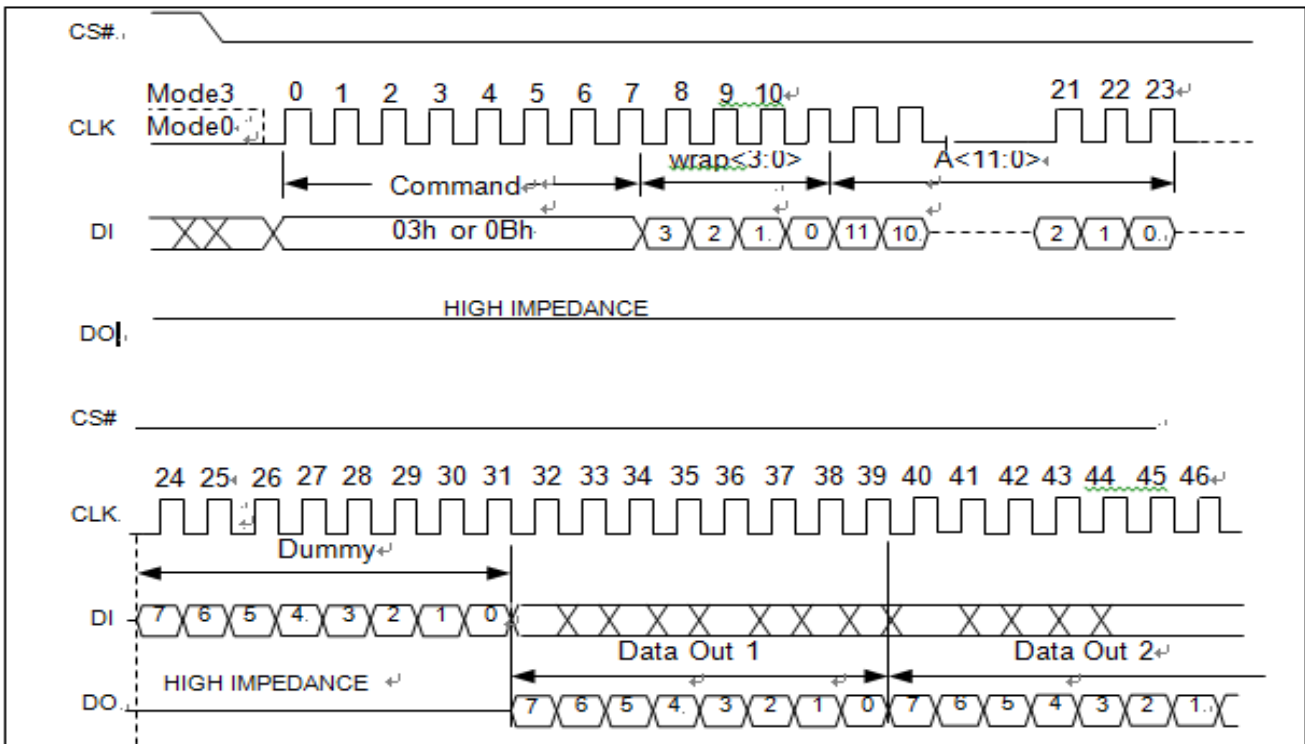 CS#
Mode3 0 1 2 3 4 5 6 7 8 9 10 21 22 23
CLK Mode0
wrap<3:0> A<11:0>
Command
DI 03h or 0Bh 3 2 1. 0 11 10. 2 1 0..
HIGH IMPEDANCE
DO
CS#
24 25 26 27 28 29 30 31 32 33 34 35 36 37 38 39 40 41 42 43 44 45 46
CLK.
Dummy
DI 7 6 5 4. 3 2 1 0
Data Out 1 Data Out 2
HIGH IMPEDANCE
DO. 7 6 5 4. 3 2 1 0 7 6 5 4 3 2 1..